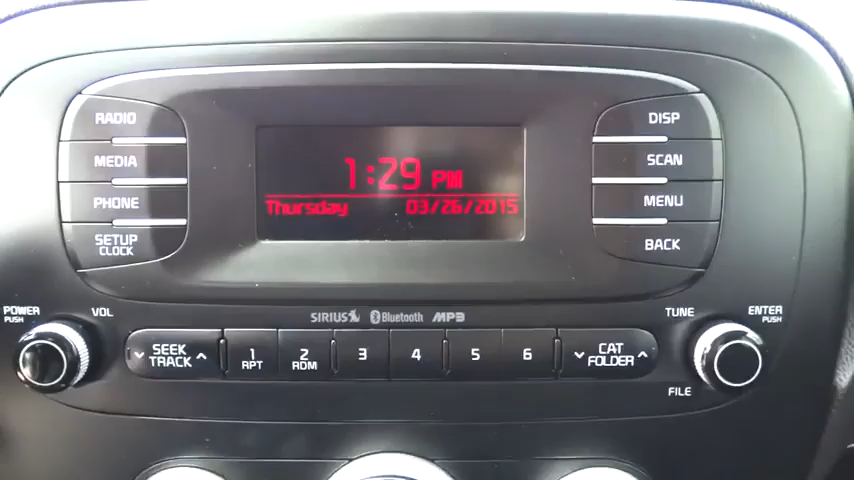 RADIO
MEDIA
PHONE
SETUP
CLOCK
1:29 PM
Thursday 03/26/2015
DISP
SCAN
MENU
BACK
POWER
PUSH
VOL
SIRIUS Bluetooth MP3
TUNE
ENTER
PUSH
SEEK
TRACK
1
RPT
2
RDM
3
4
5
6
CAT
FOLDER
FILE